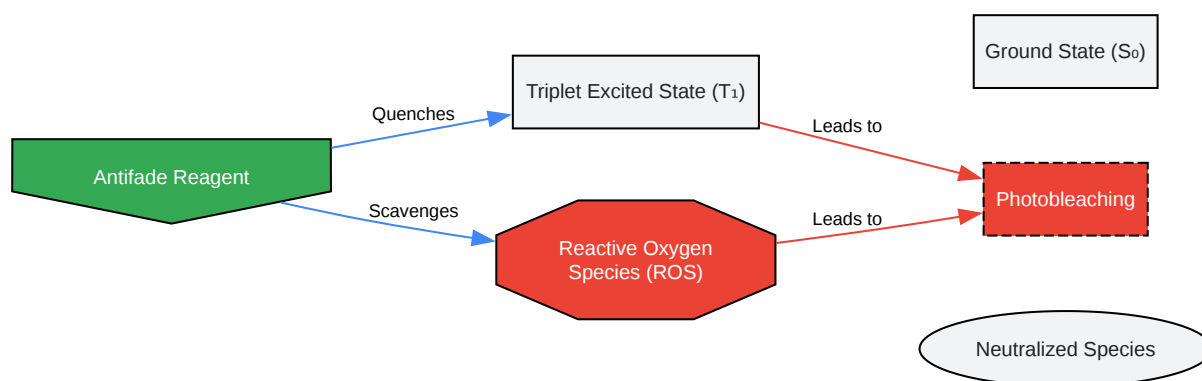 Ground State (S₀)
Triplet Excited State (T₁)
Quenches
Leads to
Antifade Reagent
Photobleaching
Scavenges
Leads to
Reactive Oxygen
Species (ROS)
Neutralized Species